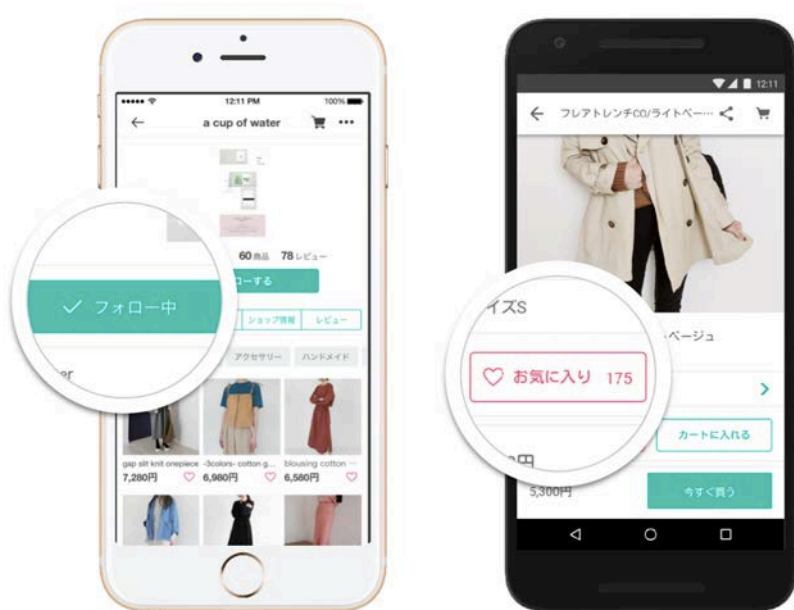 12:11 PM
100%
a cup of water
60商品 78レビュー
ローする
フォロー中
ショップ情報
レビュー
er
アクセサリー
ハンドメイド
gap slit knit onepiece
-3colors- cotton g...
blousing cotton ...
7,280円
6,980円
6,580円
12:11
フレアトレンチCO/ライトベー...
イズS
ベージュ
お気に入り 175
カートに入れる
円
5,300円
今すぐ買う